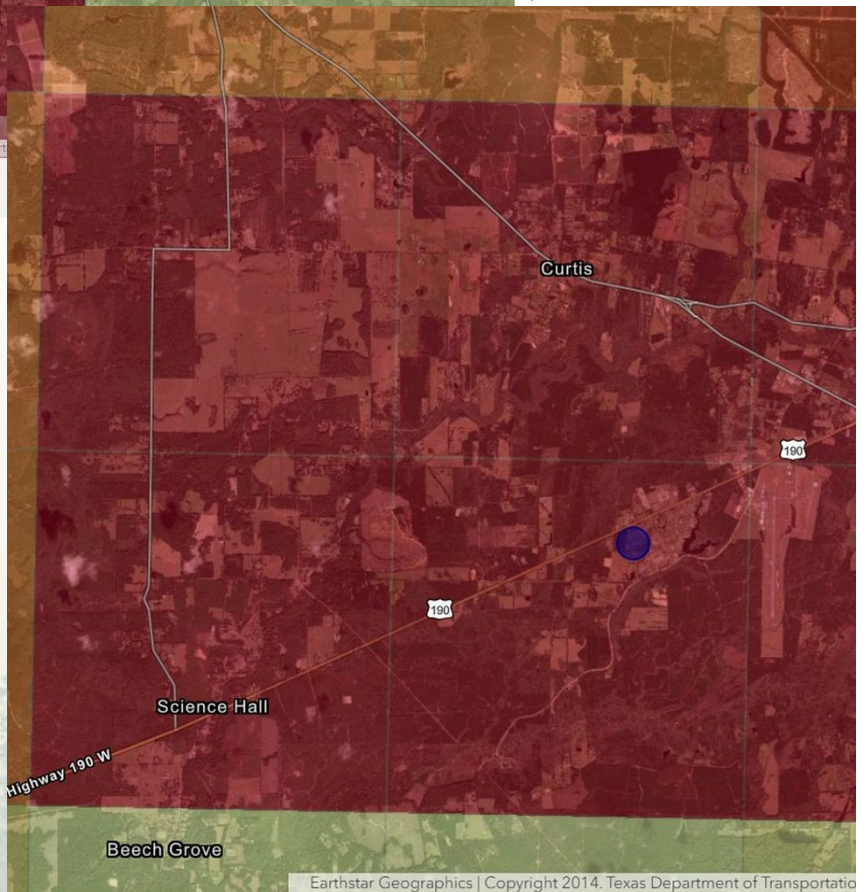 Curtis
190
190
Science Hall
Highway 190 W
Beech Grove
Earthstar Geographics | Copyright 2014. Texas Department of Transportatio